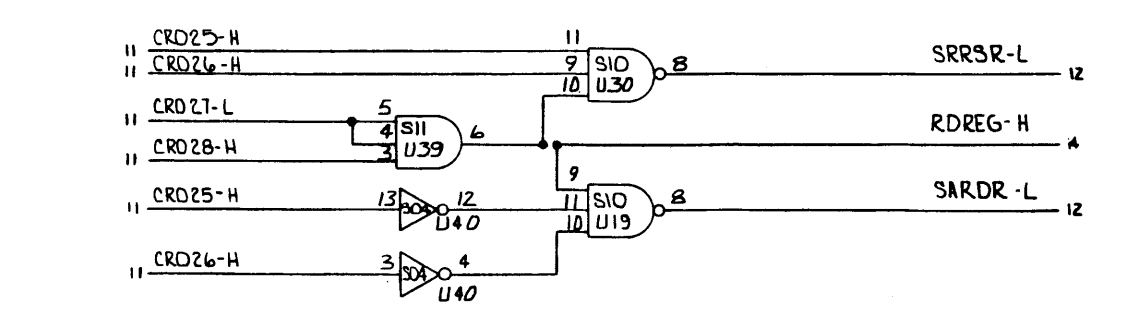 11 CRD25-H 11 S10 U30 8 SRRSR-L 12
11 CRD26-H 9
10
11 CRD27-L 5 S11 U39 6 RDREG-H
4
11 CRD28-H 3
9 S10 U19 8 SARDR-L 12
11 CRD25-H 13 S04 12 U40 11
10
11 CRD26-H 3 S04 4 U40